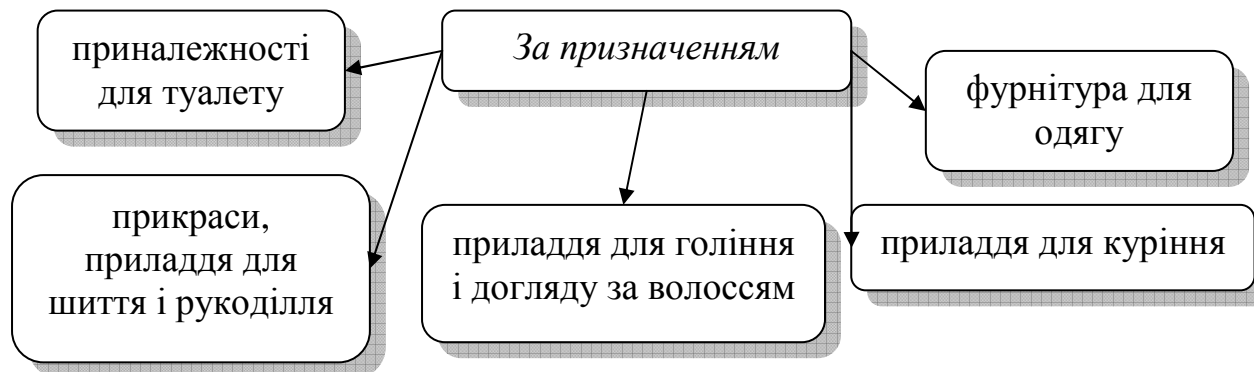 За призначенням
приналежності
для туалету
фурнітура для
одягу
прикраси,
приладдя для
шиття і рукоділля
приладдя для гоління
і догляду за волоссям
приладдя для куріння